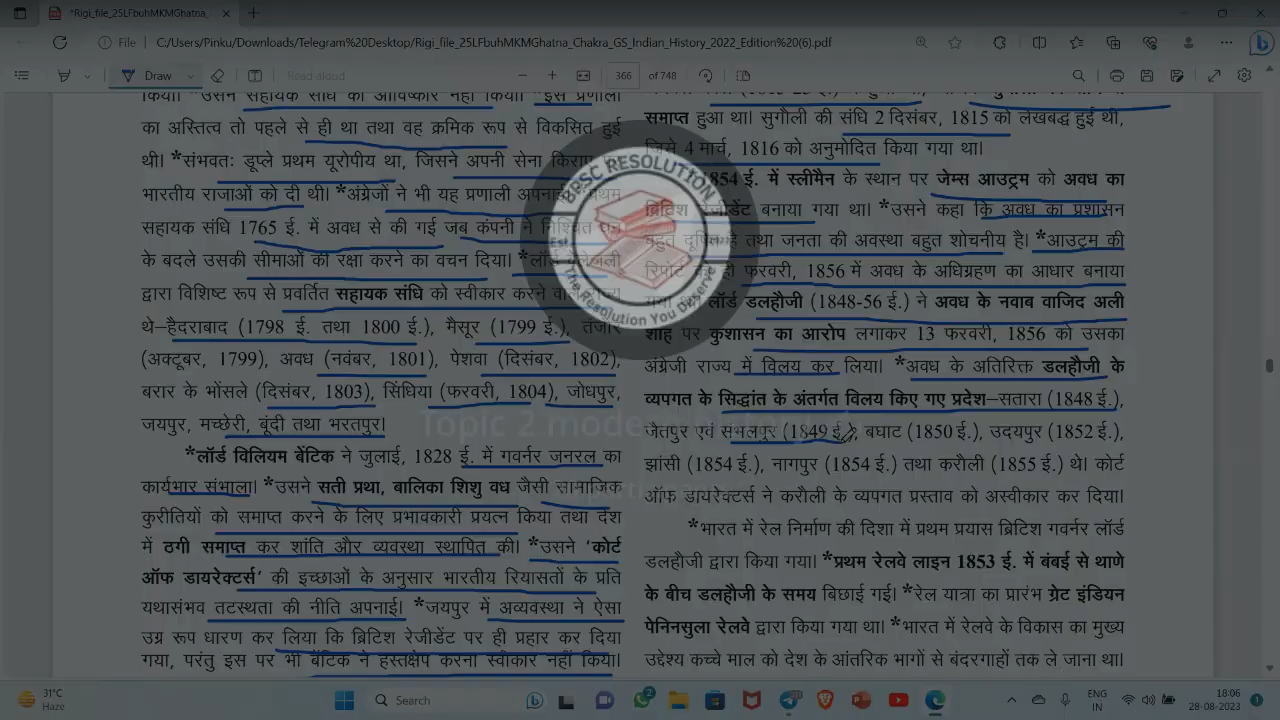 *Rigi_file_25LFbuhMKMGhatna_
File C:/Users/Pinku/Downloads/Telegram%20Desktop/Rigi_file_25LFbuhMKMGhatna_Chakra_GS_Indian_History_2022_Edition%20(6).pdf
Draw
Read aloud
366 of 748
किया। उसने सहायक संधि का आविष्कार नहीं किया। *इस प्रणाली
का अस्तित्व तो पहले से ही था तथा वह क्रमिक रूप से विकसित हुई
थी। *संभवतः डूप्ले प्रथम यूरोपीय था, जिसने अपनी सेना
भारतीय राजाओं को दी थी। *अंग्रेजों ने भी यह प्रणाली
सहायक संधि 1765 ई. में अवध से की गई जब कंपनी ने
के बदले उसकी सीमाओं की रक्षा करने का वचन दिया।
द्वारा विशिष्ट रूप से प्रवर्तित सहायक संधि को स्वीकार करने
थे–हैदराबाद (1798 ई. तथा 1800 ई.), मैसूर (1799 ई.), तंजौर
(अक्टूबर, 1799), अवध (नवंबर, 1801), पेशवा (दिसंबर, 1802),
बरार के भोंसले (दिसंबर, 1803), सिंधिया (फरवरी, 1804), जोधपुर,
जयपुर, मच्छेरी, बूंदी तथा भरतपुर।
*लॉर्ड विलियम बेंटिक ने जुलाई, 1828 ई. में गवर्नर जनरल का
कार्यभार संभाला। *उसने सती प्रथा, बालिका शिशु वध जैसी सामाजिक
कुरीतियों को समाप्त करने के लिए प्रभावकारी प्रयत्न किया तथा देश
में ठगी समाप्त कर शांति और व्यवस्था स्थापित की। *उसने ‘कोर्ट
ऑफ डायरेक्टर्स’ की इच्छाओं के अनुसार भारतीय रियासतों के प्रति
यथासंभव तटस्थता की नीति अपनाई। *जयपुर में अव्यवस्था ने ऐसा
उग्र रूप धारण कर लिया कि ब्रिटिश रेजीडेंट पर ही प्रहार कर दिया
गया, परंतु इस पर भी बेंटिक ने हस्तक्षेप करना स्वीकार नहीं किया।
समाप्त हुआ था। सुगौली की संधि 2 दिसंबर, 1815 को लेखबद्ध हुई थी,
जिसे 4 मार्च, 1816 को अनुमोदित किया गया था।
1854 ई. में स्लीमैन के स्थान पर जेम्स आउट्रम को अवध का
ब्रिटिश रेजीडेंट बनाया गया था। *उसने कहा कि अवध का प्रशासन
बहुत दूषित है तथा जनता की अवस्था बहुत शोचनीय है। *आउट्रम की
रिपोर्ट ही फरवरी, 1856 में अवध के अधिग्रहण का आधार बनाया
लॉर्ड डलहौजी (1848-56 ई.) ने अवध के नवाब वाजिद अली
शाह पर कुशासन का आरोप लगाकर 13 फरवरी, 1856 को उसका
अंग्रेजी राज्य में विलय कर लिया। *अवध के अतिरिक्त डलहौजी के
व्यपगत के सिद्धांत के अंतर्गत विलय किए गए प्रदेश–सतारा (1848 ई.),
जैतपुर एवं संभलपुर (1849 ई.), बघाट (1850 ई.), उदयपुर (1852 ई.),
झांसी (1854 ई.), नागपुर (1854 ई.) तथा करौली (1855 ई.) थे। कोर्ट
ऑफ डायरेक्टर्स ने करौली के व्यपगत प्रस्ताव को अस्वीकार कर दिया।
*भारत में रेल निर्माण की दिशा में प्रथम प्रयास ब्रिटिश गवर्नर लॉर्ड
डलहौजी द्वारा किया गया। *प्रथम रेलवे लाइन 1853 ई. में बंबई से थाणे
के बीच डलहौजी के समय बिछाई गई। *रेल यात्रा का प्रारंभ ग्रेट इंडियन
पेनिनसुला रेलवे द्वारा किया गया था। *भारत में रेलवे के विकास का मुख्य
उद्देश्य कच्चे माल को देश के आंतरिक भागों से बंदरगाहों तक ले जाना था।
BPSC RESOLUTION
The Resolution You Deserve
Topic 2 modern
31°C
Haze
Search
2
ENG
IN
18:06
28-08-2023
1